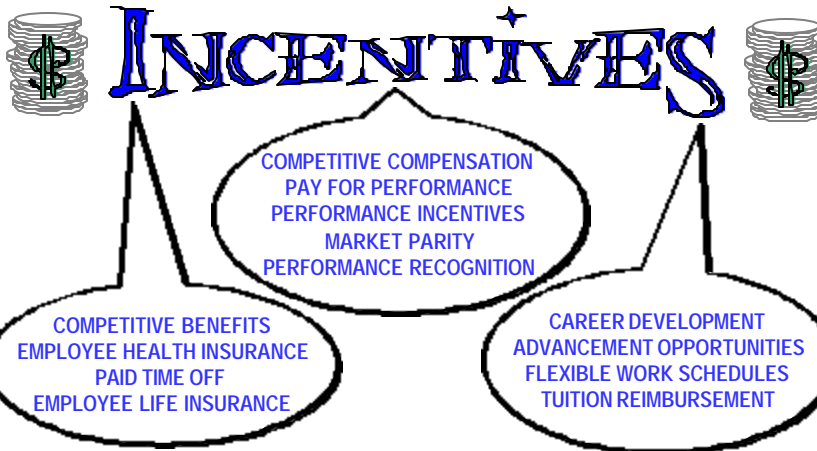 INCENTIVES
$ $
COMPETITIVE COMPENSATION
PAY FOR PERFORMANCE
PERFORMANCE INCENTIVES
MARKET PARITY
PERFORMANCE RECOGNITION
COMPETITIVE BENEFITS
EMPLOYEE HEALTH INSURANCE
PAID TIME OFF
EMPLOYEE LIFE INSURANCE
CAREER DEVELOPMENT
ADVANCEMENT OPPORTUNITIES
FLEXIBLE WORK SCHEDULES
TUITION REIMBURSEMENT